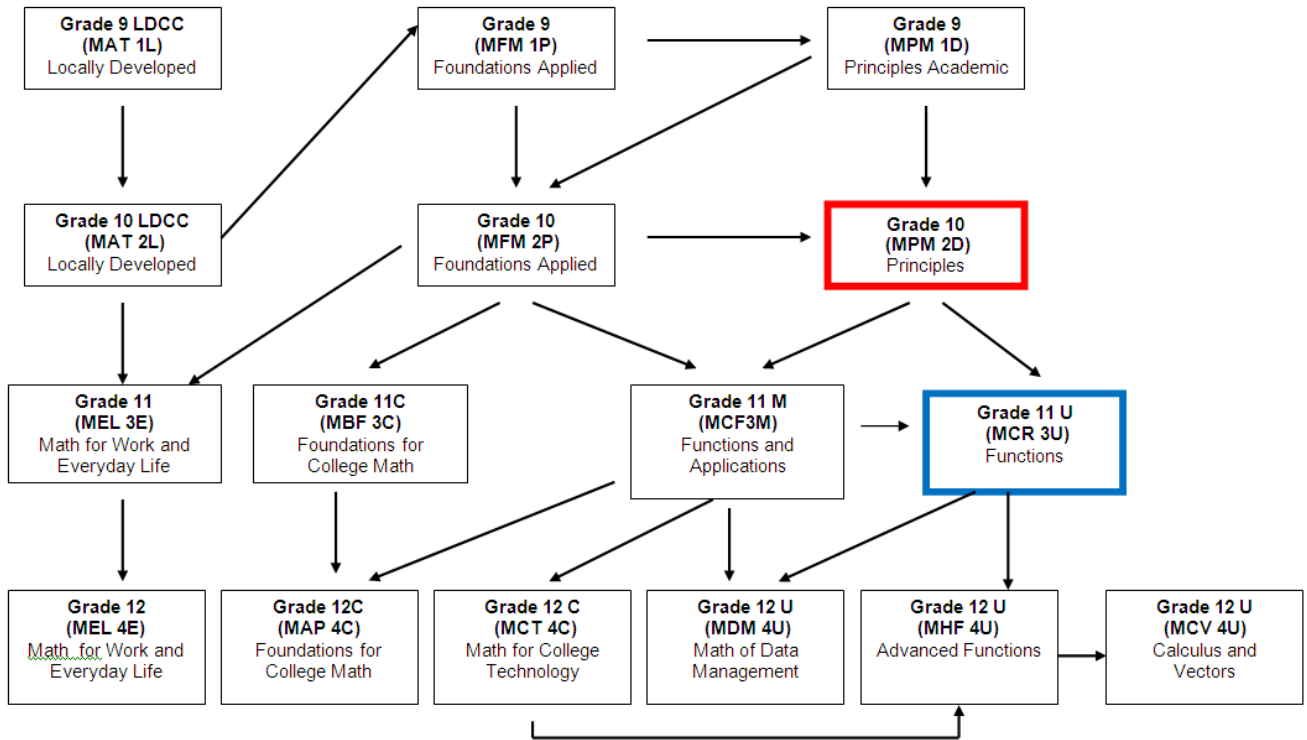 Grade 9 LDCC
(MAT 1L)
Locally Developed
Grade 9
(MFM 1P)
Foundations Applied
Grade 9
(MPM 1D)
Principles Academic
Grade 10 LDCC
(MAT 2L)
Locally Developed
Grade 10
(MFM 2P)
Foundations Applied
Grade 10
(MPM 2D)
Principles
Grade 11
(MEL 3E)
Math for Work and
Everyday Life
Grade 11C
(MBF 3C)
Foundations for
College Math
Grade 11 M
(MCF3M)
Functions and
Applications
Grade 11 U
(MCR 3U)
Functions
Grade 12
(MEL 4E)
Math for Work and
Everyday Life
Grade 12C
(MAP 4C)
Foundations for
College Math
Grade 12 C
(MCT 4C)
Math for College
Technology
Grade 12 U
(MDM 4U)
Math of Data
Management
Grade 12 U
(MHF 4U)
Advanced Functions
Grade 12 U
(MCV 4U)
Calculus and
Vectors